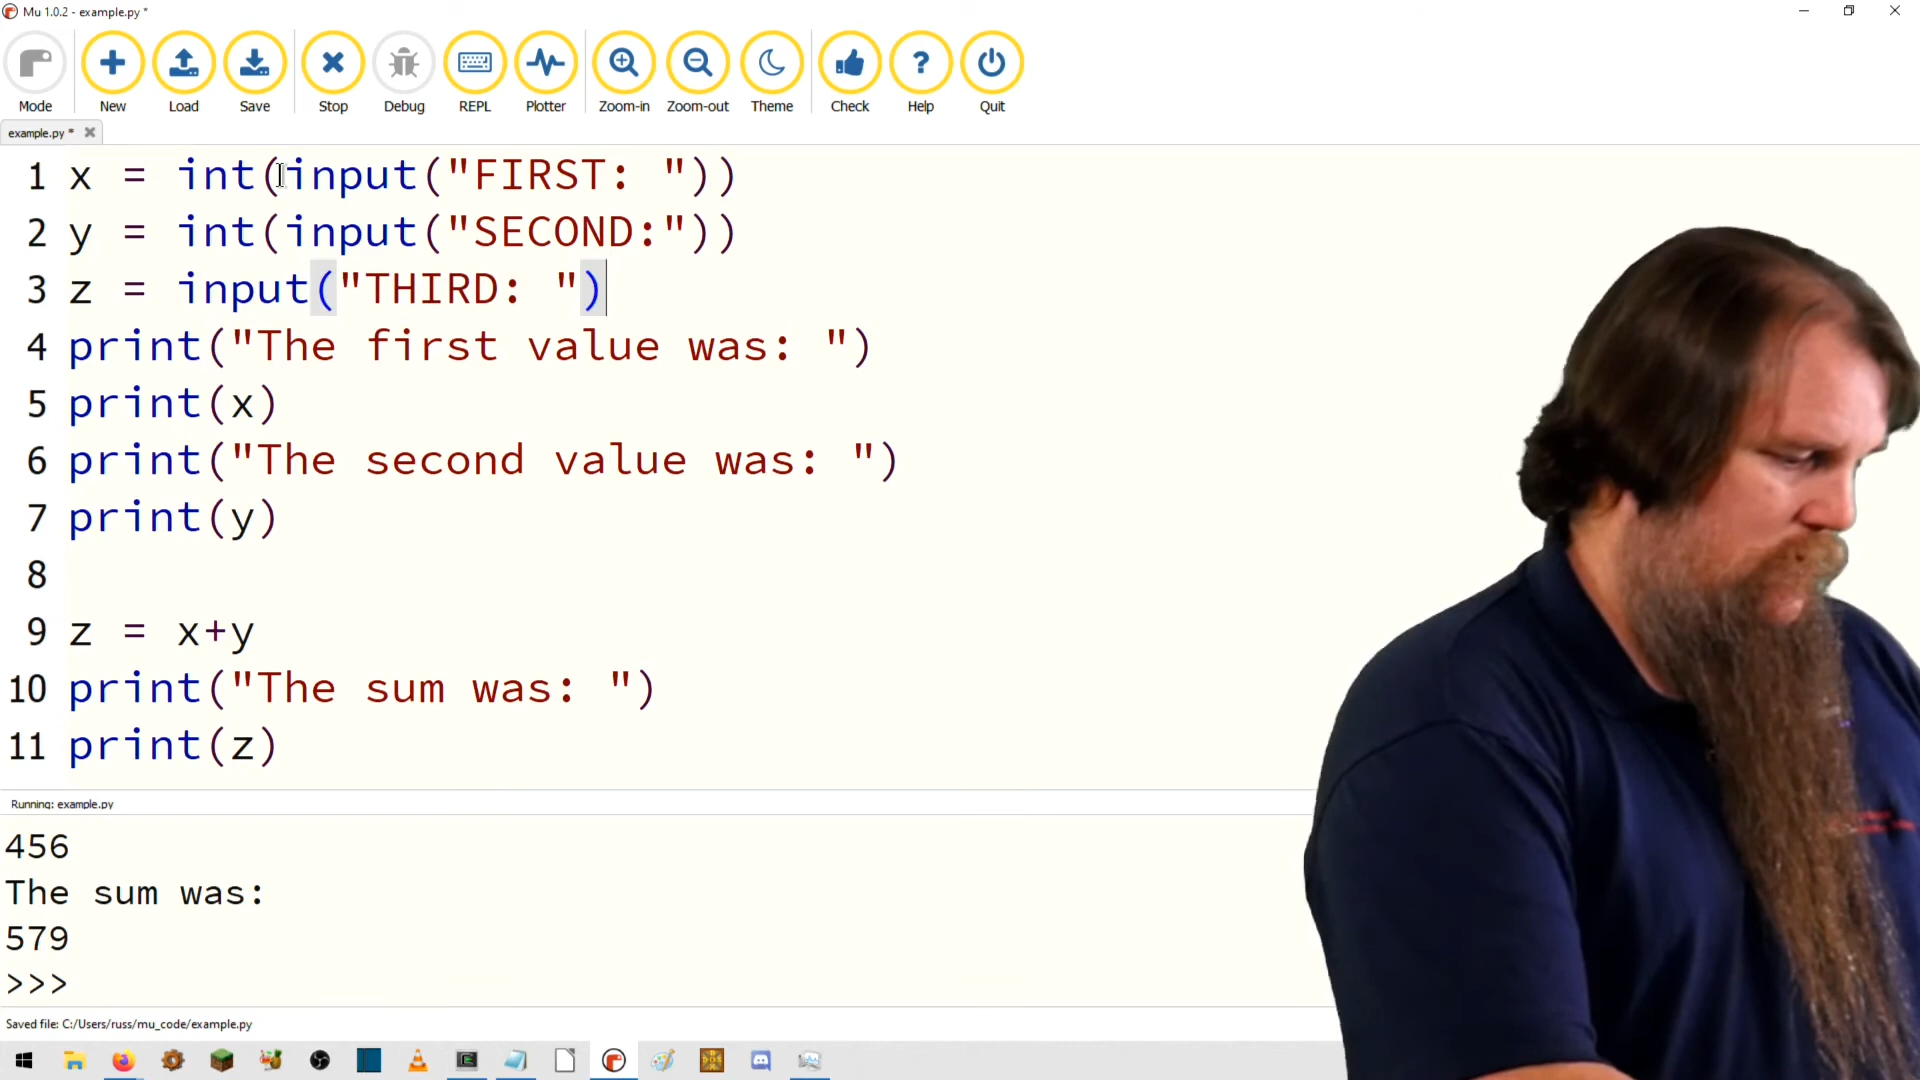 Mu 1.0.2 - example.py *
Mode New Load Save Stop Debug REPL Plotter Zoom-in Zoom-out Theme Check Help Quit
example.py *
1 x = int(input("FIRST: "))
2 y = int(input("SECOND:"))
3 z = input("THIRD: ")
4 print("The first value was: ")
5 print(x)
6 print("The second value was: ")
7 print(y)
8
9 z = x+y
10 print("The sum was: ")
11 print(z)
Running: example.py
456
The sum was:
579
>>>
Saved file: C:/Users/russ/mu_code/example.py